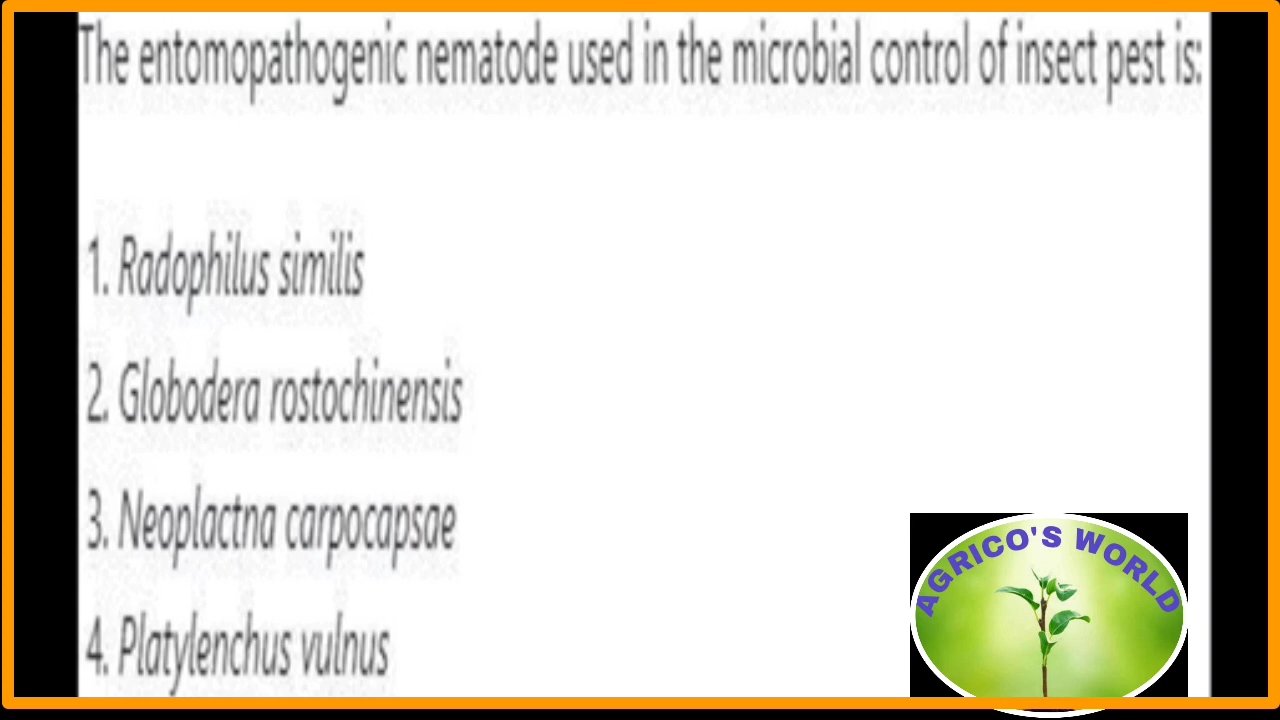 The entomopathogenic nematode used in the microbial control of insect pest is:
1. Radophilus similis
2. Globodera rostochinensis
3. Neoplactna carpocapsae
4. Platylenchus vulnus
AGRICO'S WORLD